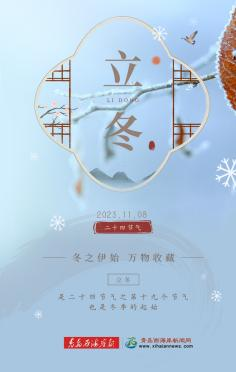 立冬
LI DONG
2023.11.08
二十四节气
冬之伊始 万物收藏
立冬
是二十四节气之第十九个节气
也是冬季的起始
青岛西海岸报
青岛西海岸新闻网
www.xihaiannews.com